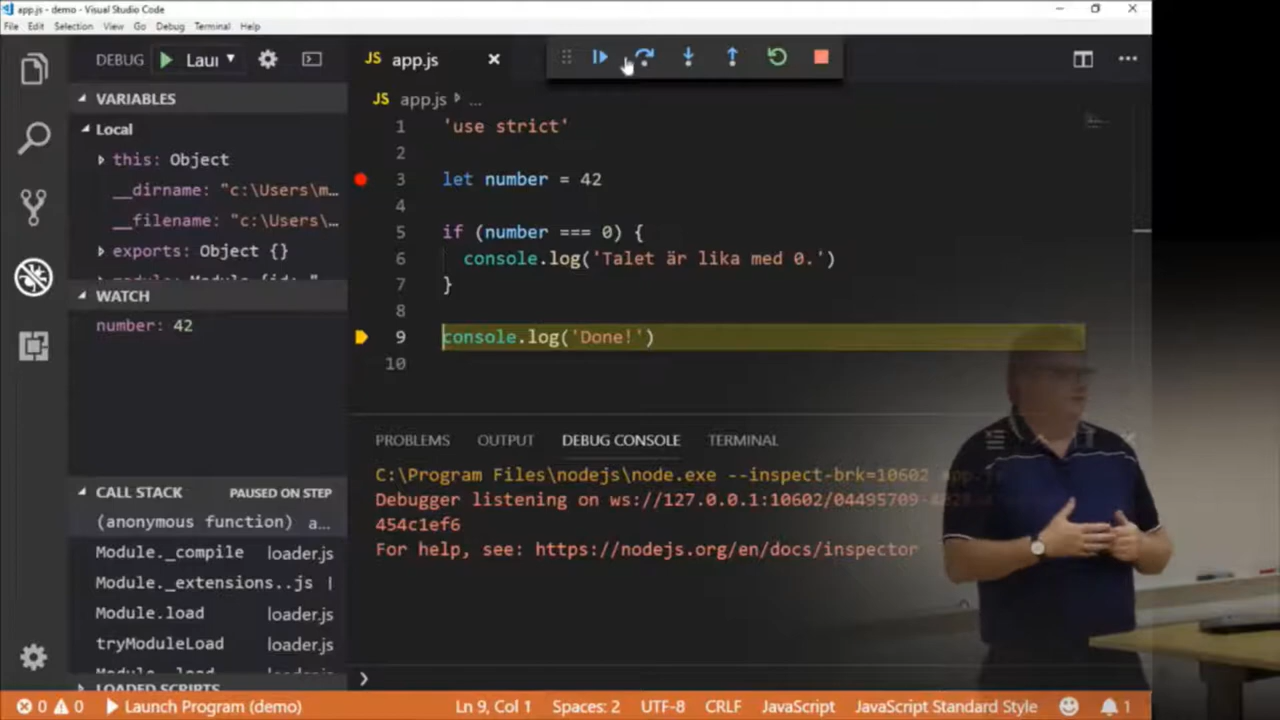 app.js - demo - Visual Studio Code
File Edit Selection View Go Debug Terminal Help
DEBUG Laui
JS app.js
VARIABLES
Local
this: Object
__dirname: "c:\Users\m…
__filename: "c:\Users\…
exports: Object {}
WATCH
number: 42
CALL STACK PAUSED ON STEP
(anonymous function) a…
Module._compile loader.js
Module._extensions..js
Module.load loader.js
tryModuleLoad loader.js
LOADED SCRIPTS
JS app.js ...
1 'use strict'
2
3 let number = 42
4
5 if (number === 0) {
6 console.log('Talet är lika med 0.')
7 }
8
9 console.log('Done!')
10
PROBLEMS OUTPUT DEBUG CONSOLE TERMINAL
C:\Program Files\nodejs\node.exe --inspect-brk=10602 app.js
Debugger listening on ws://127.0.0.1:10602/04495709-
454c1ef6
For help, see: https://nodejs.org/en/docs/inspector
0 0 Launch Program (demo) Ln 9, Col 1 Spaces: 2 UTF-8 CRLF JavaScript JavaScript Standard Style 1